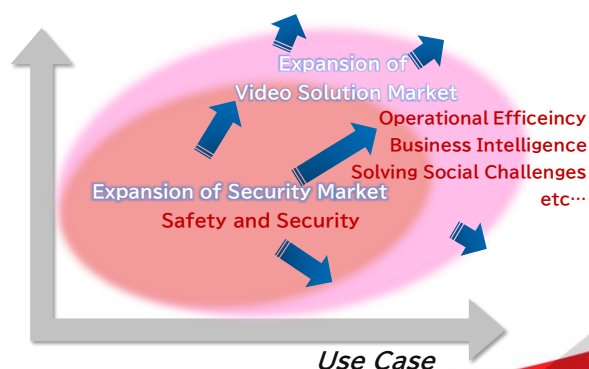 Expansion of
Video Solution Market
Operational Efficeincy
Business Intelligence
Solving Social Challenges
etc…
Expansion of Security Market
Safety and Security
Use Case